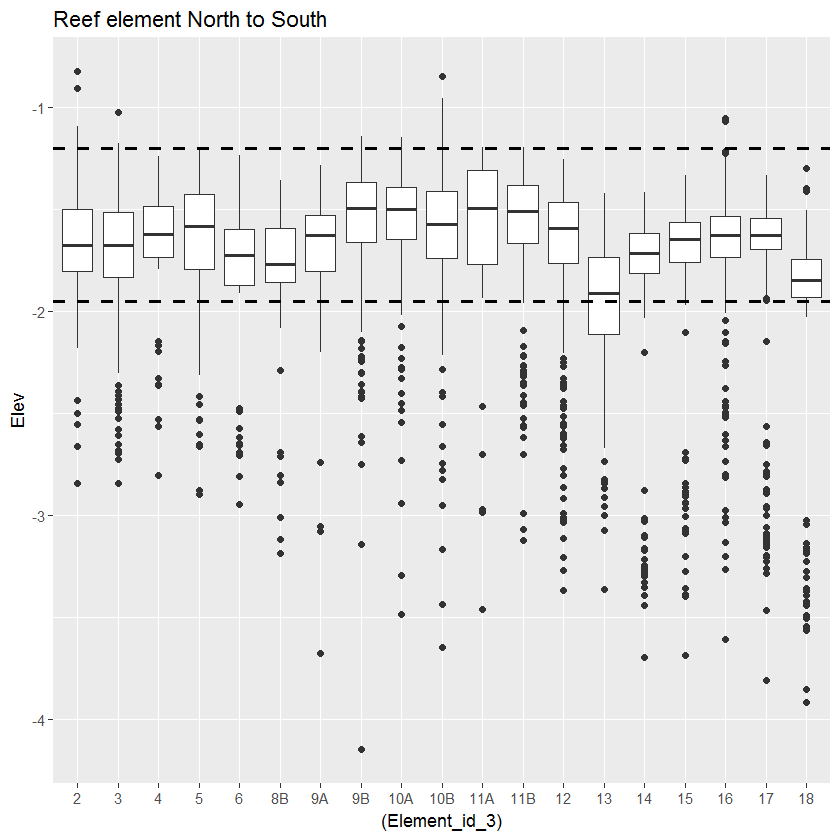 Reef element North to South
Elev
-1
-2
-3
-4
2 3 4 5 6 8B 9A 9B 10A 10B 11A 11B 12 13 14 15 16 17 18
(Element_id_3)